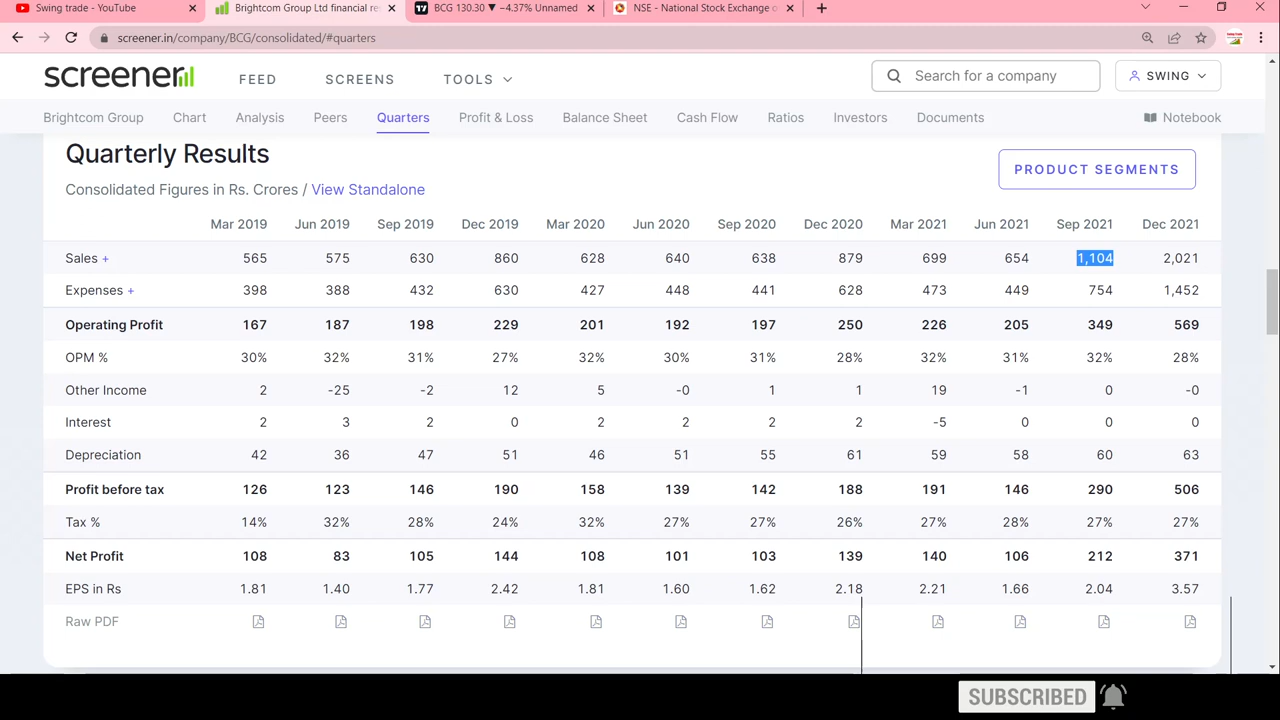 Swing trade - YouTube × Brightcom Group Ltd financial re × BCG 130.30 ▼ −4.37% Unnamed × NSE - National Stock Exchange o × +
screener.in/company/BCG/consolidated/#quarters
screener FEED SCREENS TOOLS Search for a company SWING
Brightcom Group Chart Analysis Peers Quarters Profit & Loss Balance Sheet Cash Flow Ratios Investors Documents Notebook
Quarterly Results
PRODUCT SEGMENTS
Consolidated Figures in Rs. Crores / View Standalone
Mar 2019 Jun 2019 Sep 2019 Dec 2019 Mar 2020 Jun 2020 Sep 2020 Dec 2020 Mar 2021 Jun 2021 Sep 2021 Dec 2021
Sales + 565 575 630 860 628 640 638 879 699 654 1,104 2,021
Expenses + 398 388 432 630 427 448 441 628 473 449 754 1,452
Operating Profit 167 187 198 229 201 192 197 250 226 205 349 569
OPM % 30% 32% 31% 27% 32% 30% 31% 28% 32% 31% 32% 28%
Other Income 2 -25 -2 12 5 -0 1 1 19 -1 0 -0
Interest 2 3 2 0 2 2 2 2 -5 0 0 0
Depreciation 42 36 47 51 46 51 55 61 59 58 60 63
Profit before tax 126 123 146 190 158 139 142 188 191 146 290 506
Tax % 14% 32% 28% 24% 32% 27% 27% 26% 27% 28% 27% 27%
Net Profit 108 83 105 144 108 101 103 139 140 106 212 371
EPS in Rs 1.81 1.40 1.77 2.42 1.81 1.60 1.62 2.18 2.21 1.66 2.04 3.57
Raw PDF
SUBSCRIBED